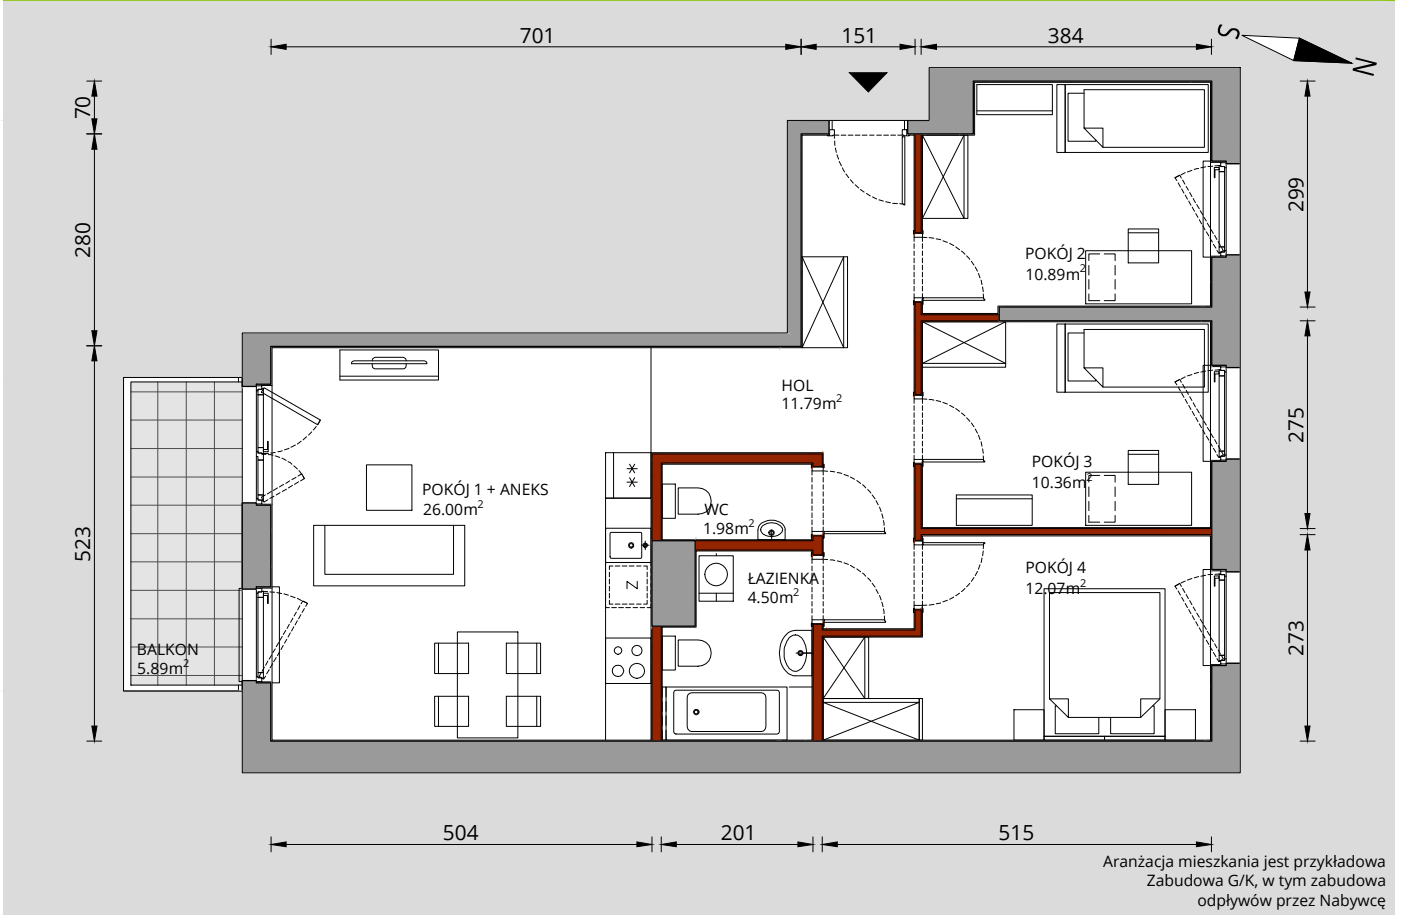 701
151
384
S
N
70
280
523
299
275
273
POKÓJ 2
10.89m²
HOL
11.79m²
POKÓJ 3
10.36m²
POKÓJ 1 + ANEKS
26.00m²
WC
1.98m²
ŁAZIENKA
4.50m²
Z
POKÓJ 4
12.07m²
BALKON
5.89m²
504
201
515
Aranżacja mieszkania jest przykładowa
Zabudowa G/K, w tym zabudowa
odpływów przez Nabywcę